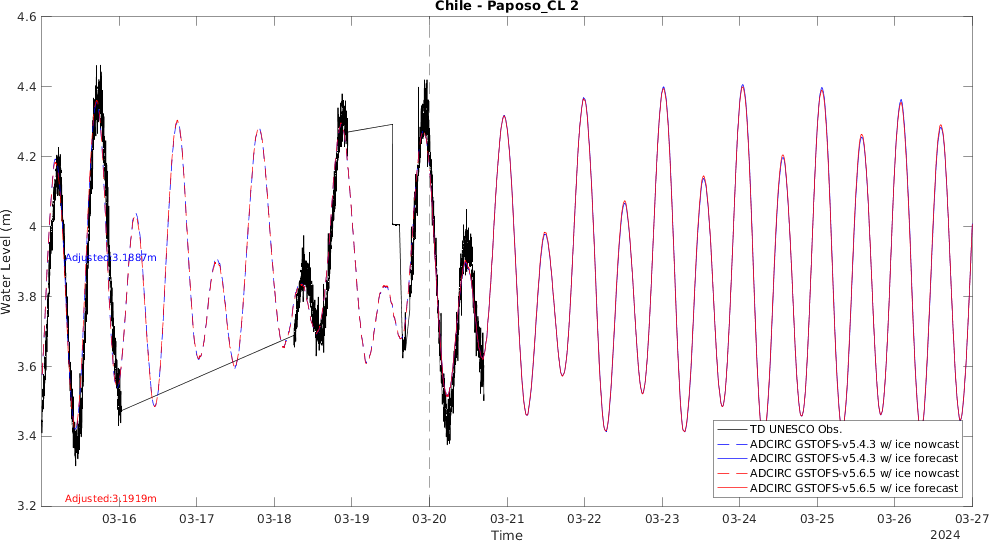 Chile - Paposo_CL 2
4.6
4.4
4.2
4
3.8
3.6
3.4
3.2
Water Level (m)
Adjusted:3.1887m
Adjusted:3.1919m
TD UNESCO Obs.
ADCIRC GSTOFS-v5.4.3 w/ ice nowcast
ADCIRC GSTOFS-v5.4.3 w/ ice forecast
ADCIRC GSTOFS-v5.6.5 w/ ice nowcast
ADCIRC GSTOFS-v5.6.5 w/ ice forecast
03-16 03-17 03-18 03-19 03-20 03-21 03-22 03-23 03-24 03-25 03-26 03-27
Time
2024